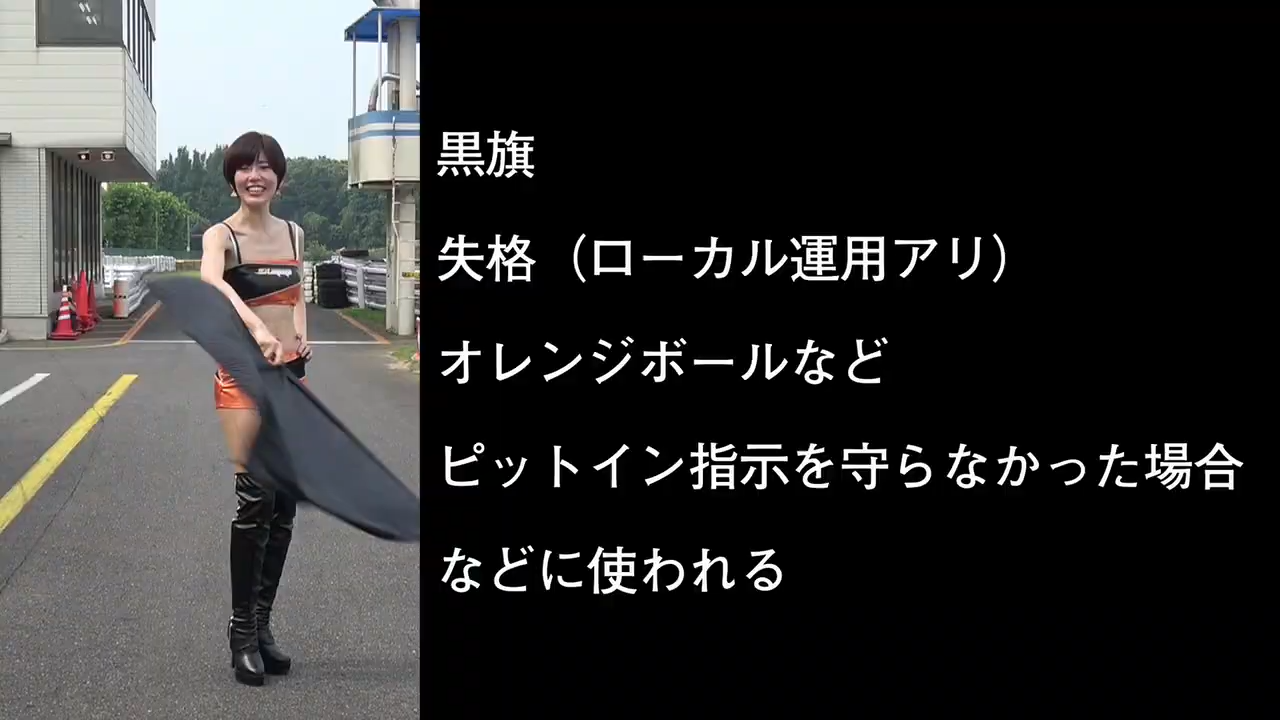 黒旗
失格（ローカル運用アリ）
オレンジボールなど
ピットイン指示を守らなかった場合
などに使われる